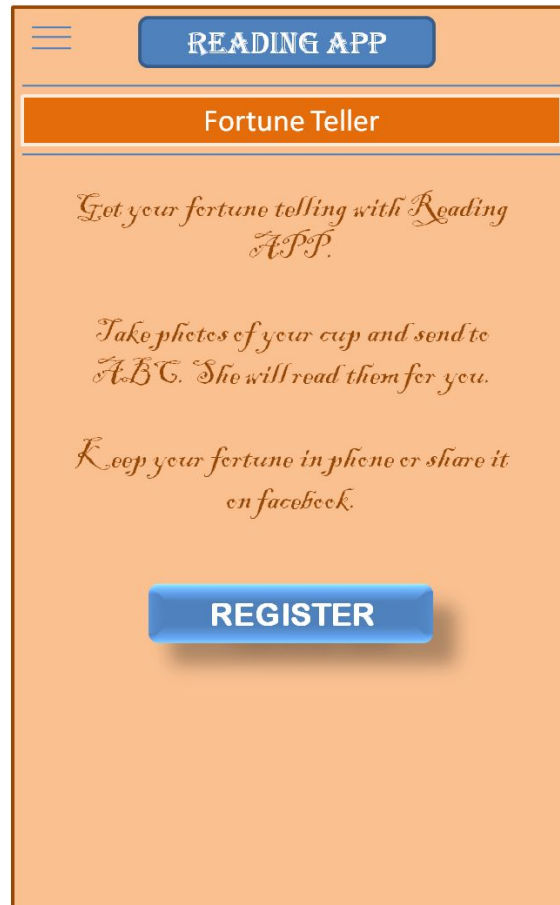 READING APP
Fortune Teller
Get your fortune telling with Reading
APP.
Take photos of your cup and send to
ABC. She will read them for you.
Keep your fortune in phone or share it
on facebook.
REGISTER